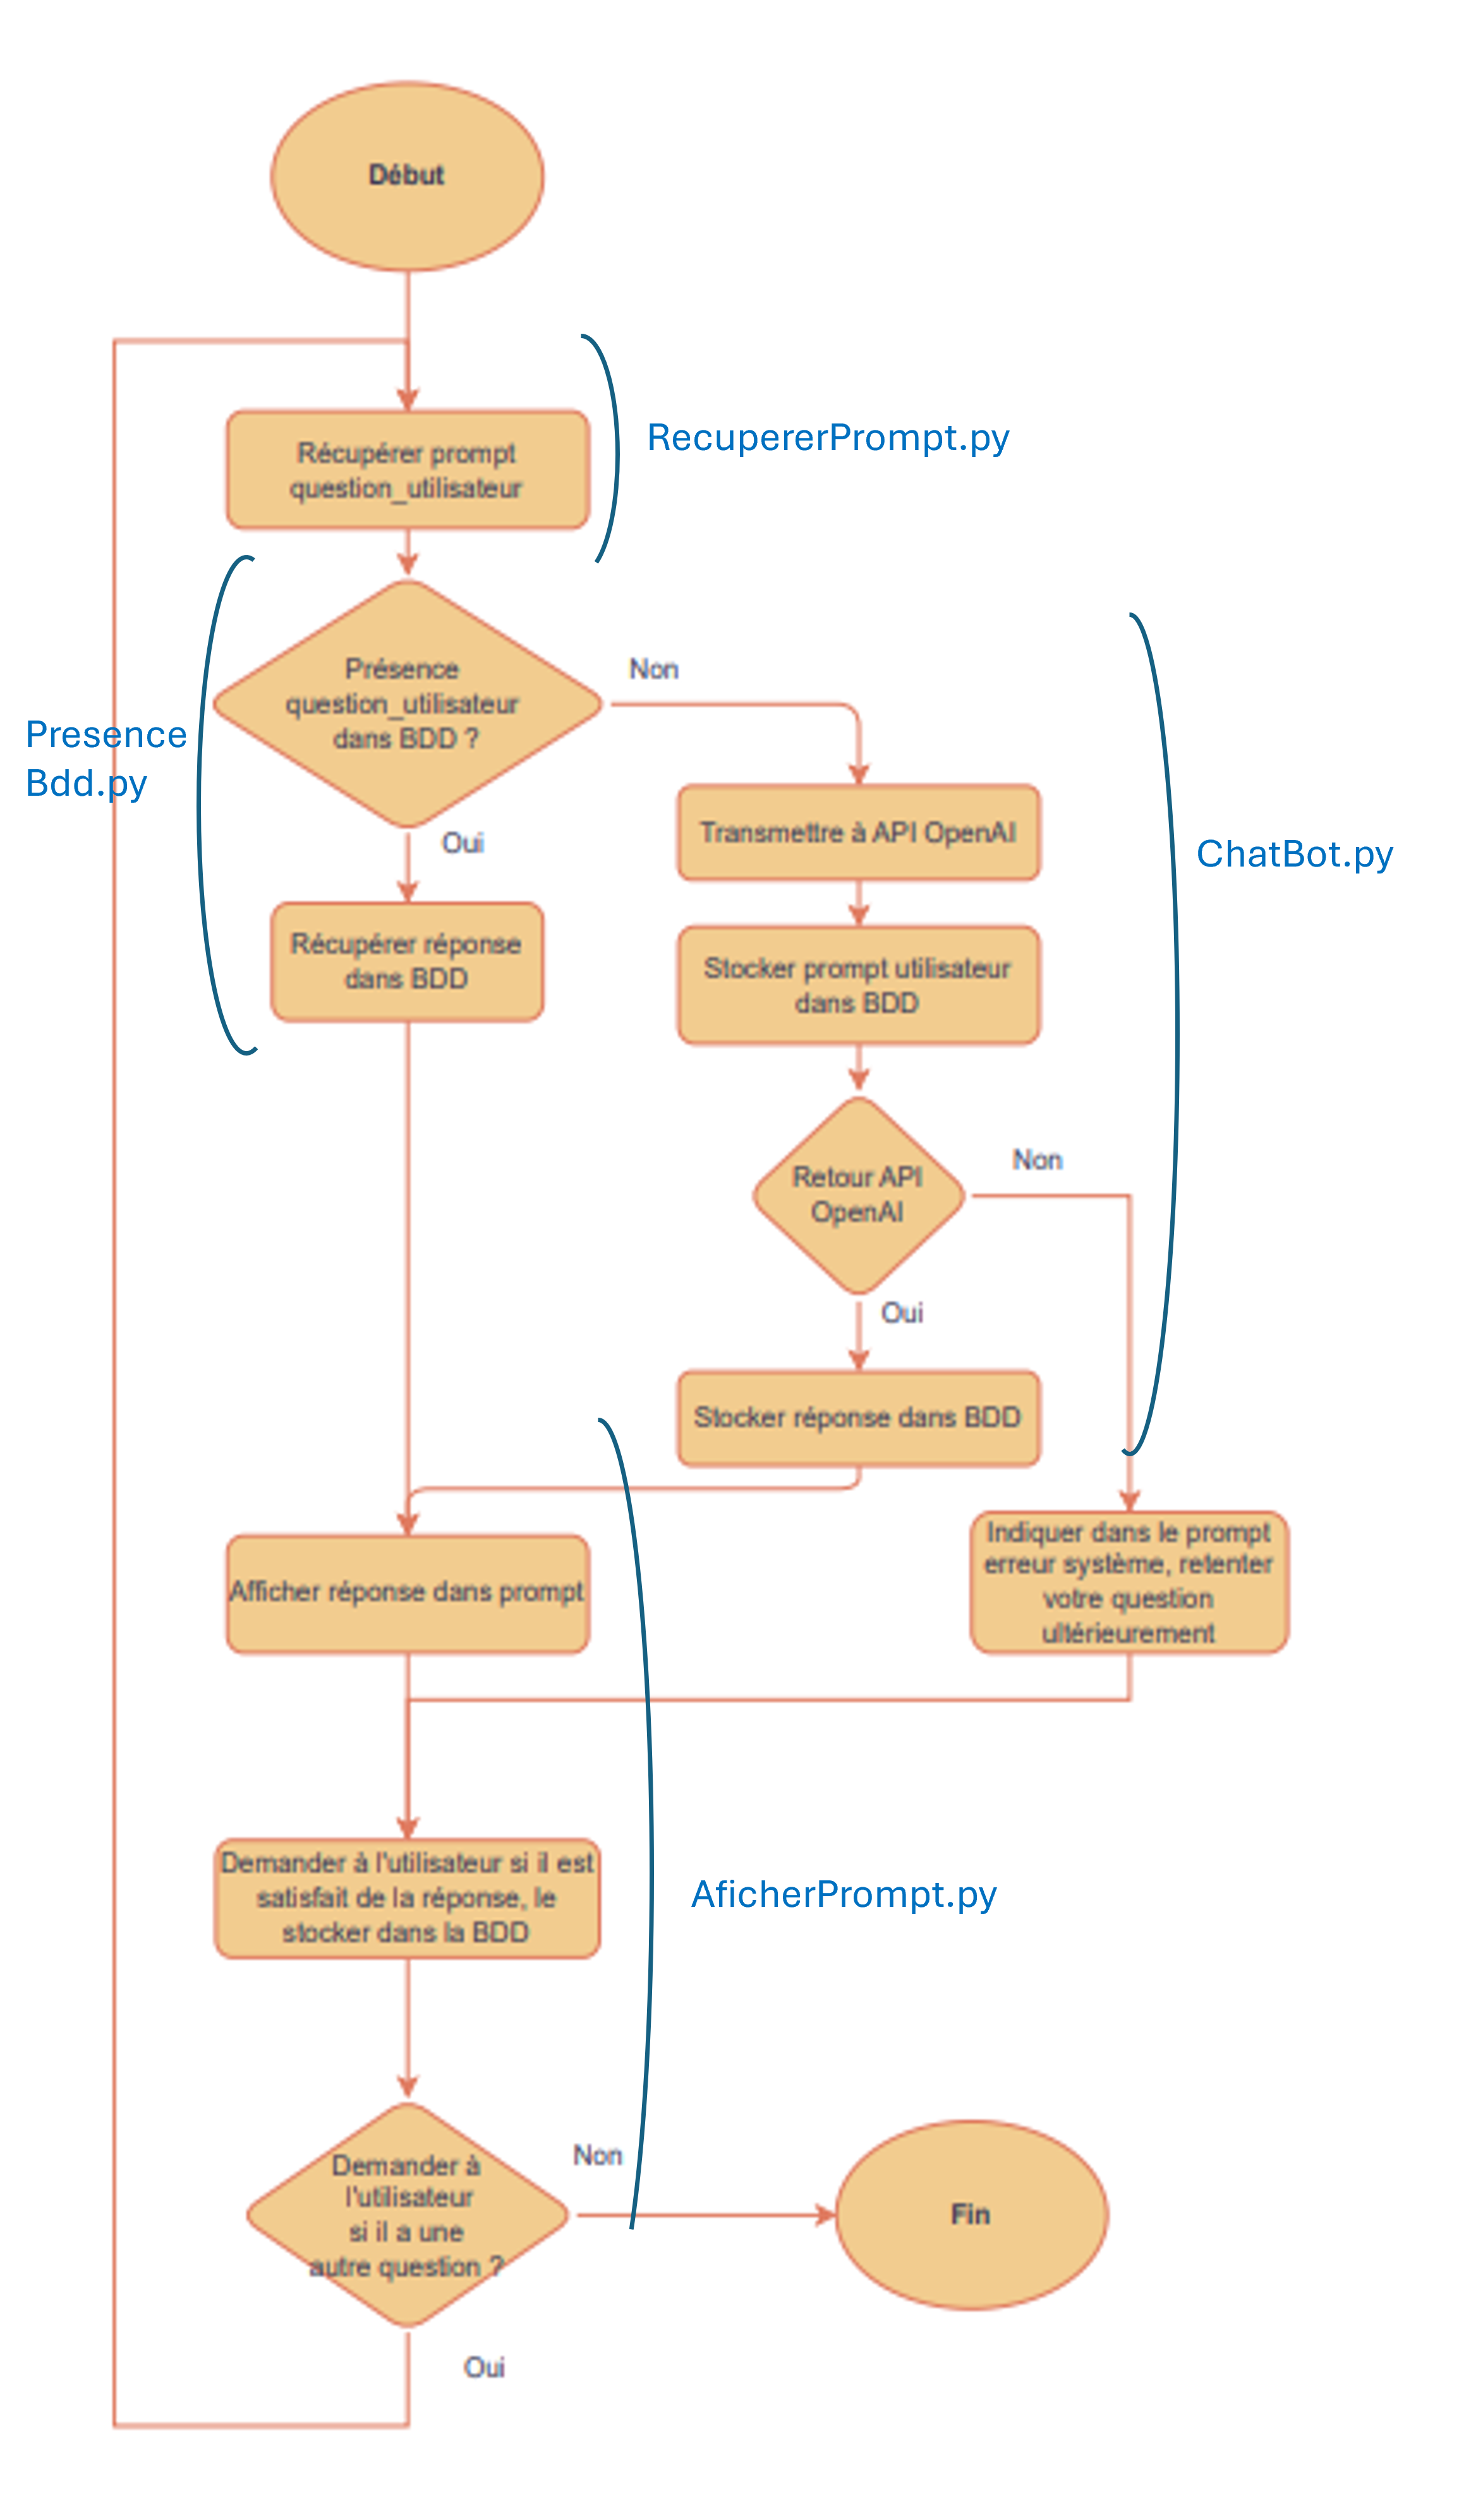 Début
Récupérer prompt
question_utilisateur
RecupererPrompt.py
Présence
question_utilisateur
dans BDD ?
Non
Presence
Bdd.py
Oui
Transmettre à API OpenAI
ChatBot.py
Récupérer réponse
dans BDD
Stocker prompt utilisateur
dans BDD
Retour API
OpenAI
Non
Oui
Stocker réponse dans BDD
Afficher réponse dans prompt
Indiquer dans le prompt
erreur système, retenter
votre question
ultérieurement
Demander à l'utilisateur si il est
satisfait de la réponse, le
stocker dans la BDD
AficherPrompt.py
Demander à
l'utilisateur
si il a une
autre question ?
Non
Fin
Oui